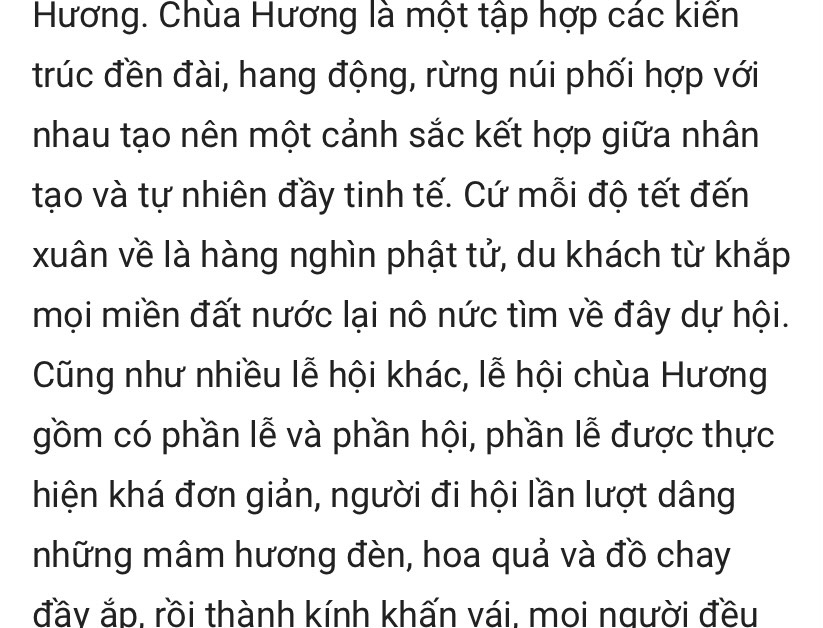 Hương. Chùa Hương là một tập hợp các kiến
trúc đền đài, hang động, rừng núi phối hợp với
nhau tạo nên một cảnh sắc kết hợp giữa nhân
tạo và tự nhiên đầy tinh tế. Cứ mỗi độ tết đến
xuân về là hàng nghìn phật tử, du khách từ khắp
mọi miền đất nước lại nô nức tìm về đây dự hội.
Cũng như nhiều lễ hội khác, lễ hội chùa Hương
gồm có phần lễ và phần hội, phần lễ được thực
hiện khá đơn giản, người đi hội lần lượt dâng
những mâm hương đèn, hoa quả và đồ chay
đầy ắp, rồi thành kính khấn vái, mọi người đều